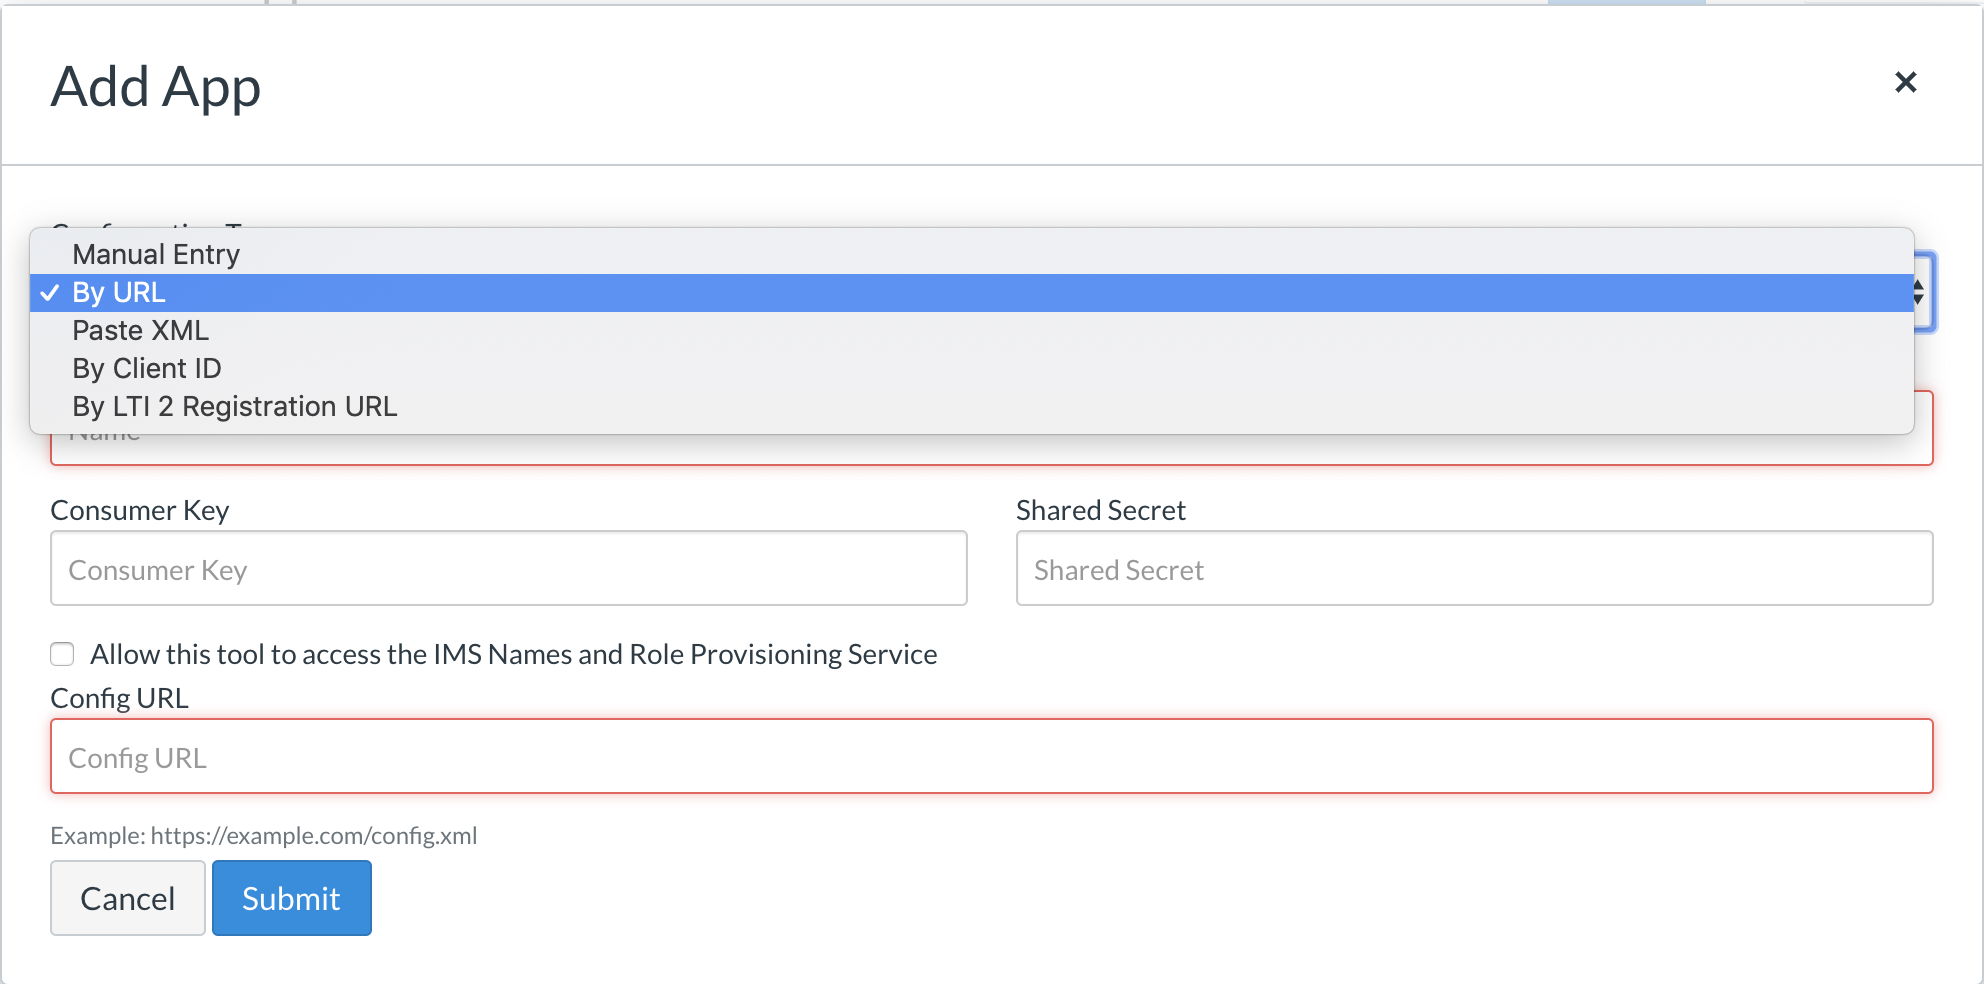 Add App
Manual Entry
By URL
Paste XML
By Client ID
By LTI 2 Registration URL
Name
Consumer Key
Shared Secret
Consumer Key
Shared Secret
Allow this tool to access the IMS Names and Role Provisioning Service
Config URL
Config URL
Example: https://example.com/config.xml
Cancel
Submit